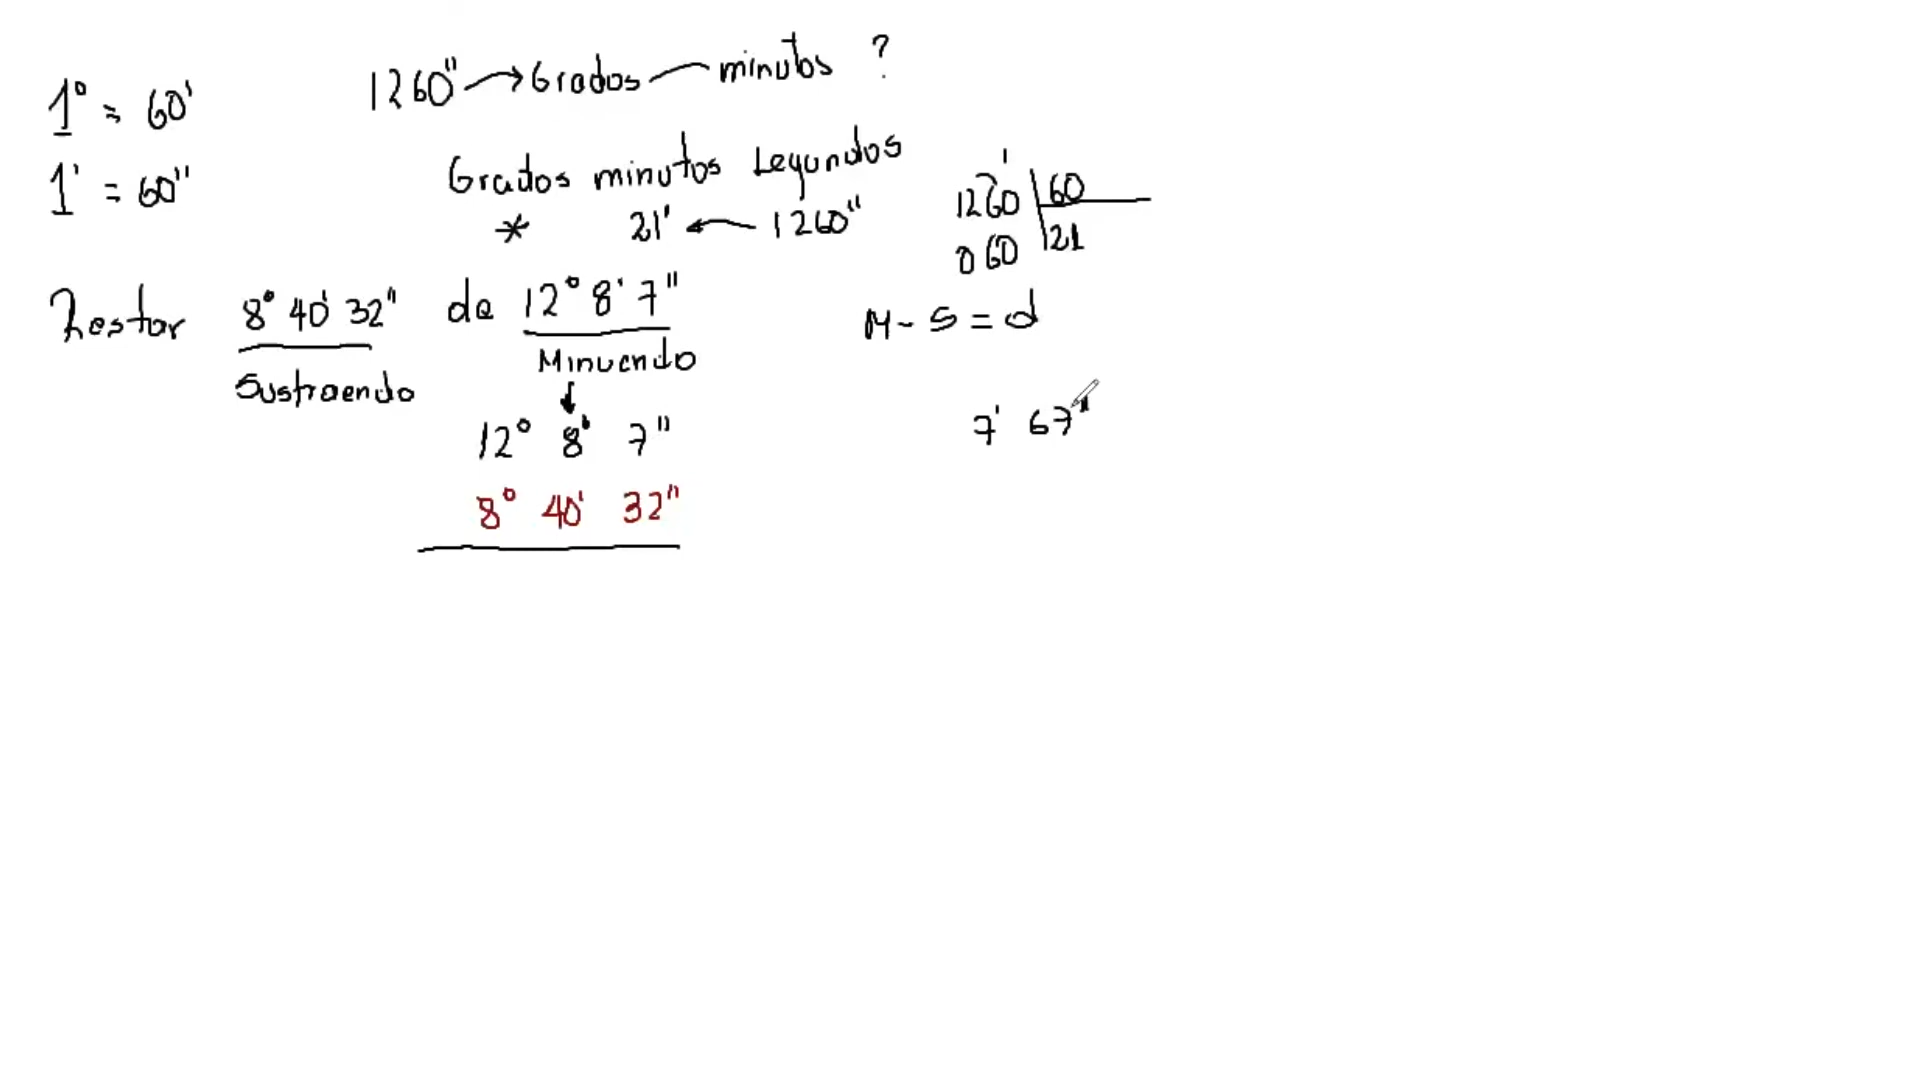 1260" → Grados — minutos ?
1° = 60'
1' = 60"
Grados minutos Segundos
* 21' ← 1260"
1260 | 60
060 21
Restar 8° 40' 32" de 12° 8' 7"
M - S = d
Sustraendo
Minuendo
12° 8' 7"
7' 67"
8° 40' 32"